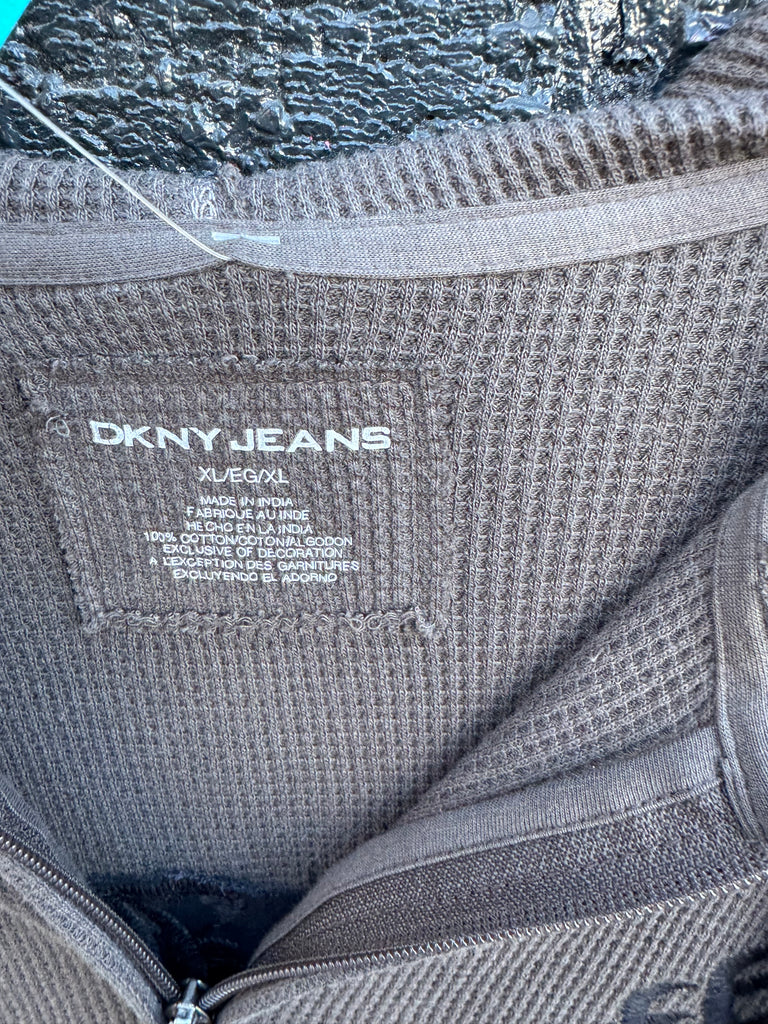 DKNY JEANS
XL/EG/XL
MADE IN INDIA
FABRIQUE AU INDE
HECHO EN LA INDIA
100% COTTON/COTON/ALGODON
EXCLUSIVE OF DECORATION
A L'EXCEPTION DES GARNITURES
EXCLUYENDO EL ADORNO